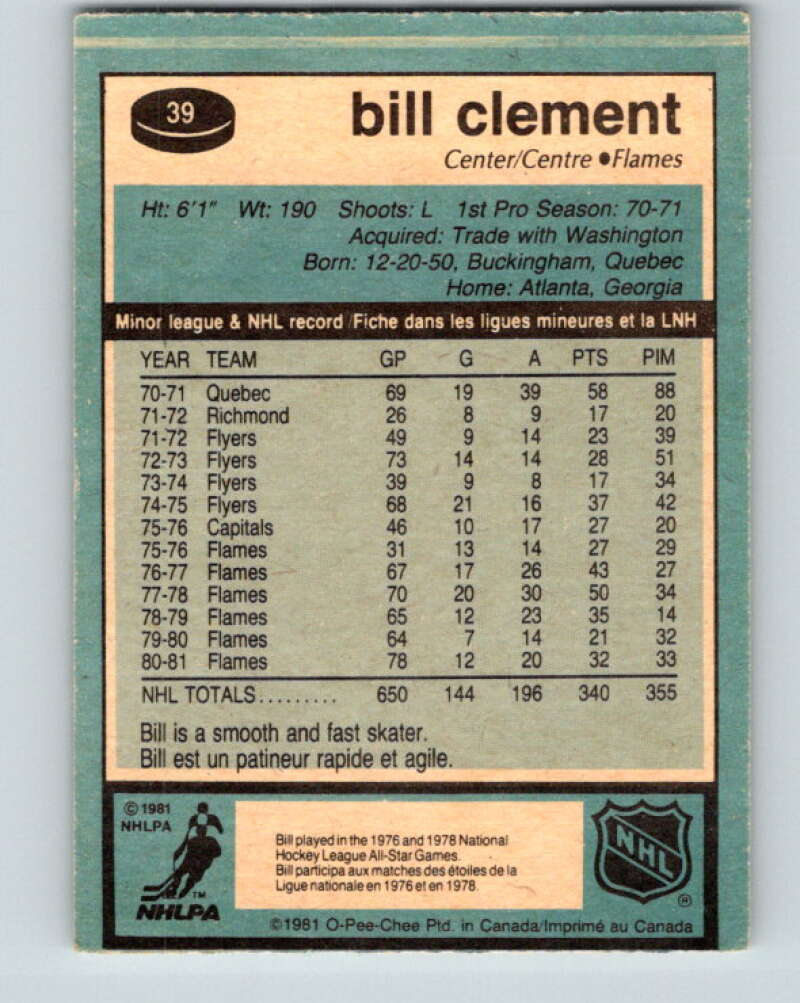 39
bill clement
Center/Centre ●Flames
Ht: 6'1" Wt: 190 Shoots: L 1st Pro Season: 70-71
Acquired: Trade with Washington
Born: 12-20-50, Buckingham, Quebec
Home: Atlanta, Georgia
Minor league & NHL record/Fiche dans les ligues mineures et la LNH
YEAR TEAM GP G A PTS PIM
70-71 Quebec 69 19 39 58 88
71-72 Richmond 26 8 9 17 20
71-72 Flyers 49 9 14 23 39
72-73 Flyers 73 14 14 28 51
73-74 Flyers 39 9 8 17 34
74-75 Flyers 68 21 16 37 42
75-76 Capitals 46 10 17 27 20
75-76 Flames 31 13 14 27 29
76-77 Flames 67 17 26 43 27
77-78 Flames 70 20 30 50 34
78-79 Flames 65 12 23 35 14
79-80 Flames 64 7 14 21 32
80-81 Flames 78 12 20 32 33
NHL TOTALS......... 650 144 196 340 355
Bill is a smooth and fast skater.
Bill est un patineur rapide et agile.
© 1981
NHLPA
TM
NHLPA
Bill played in the 1976 and 1978 National
Hockey League All-Star Games.
Bill participa aux matches des étoiles de la
Ligue nationale en 1976 et en 1978.
NHL
®
©1981 O-Pee-Chee Ptd. in Canada/Imprimé au Canada